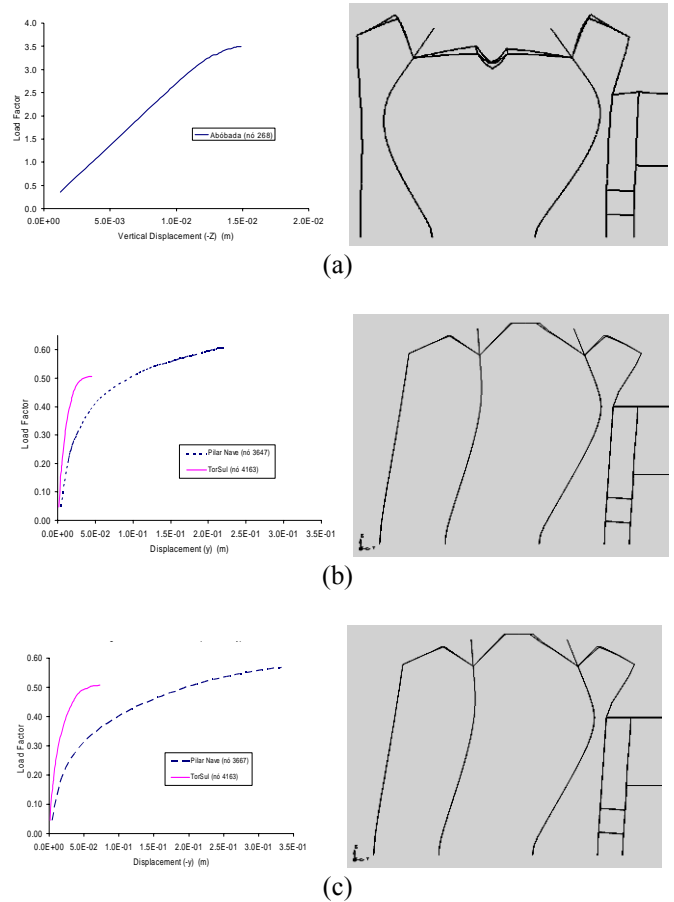 4.0
3.5
3.0
2.5
2.0
1.5
1.0
0.5
0.0
Load Factor
Abóbada (nó 268)
0.0E+00 5.0E-03 1.0E-02 1.5E-02 2.0E-02
Vertical Displacement (-Z) (m)
(a)
0.60
0.50
0.40
0.30
0.20
0.10
0.00
Load Factor
Pilar Nave (nó 3647)
TorSul (nó 4163)
0.0E+00 5.0E-02 1.0E-01 1.5E-01 2.0E-01 2.5E-01 3.0E-01 3.5E-01
Displacement (y) (m)
Z
Y
(b)
0.60
0.50
0.40
0.30
0.20
0.10
0.00
Load Factor
Pilar Nave (nó 3667)
TorSul (nó 4163)
0.0E+00 5.0E-02 1.0E-01 1.5E-01 2.0E-01 2.5E-01 3.0E-01 3.5E-01
Displacement (-y) (m)
Z
Y
(c)